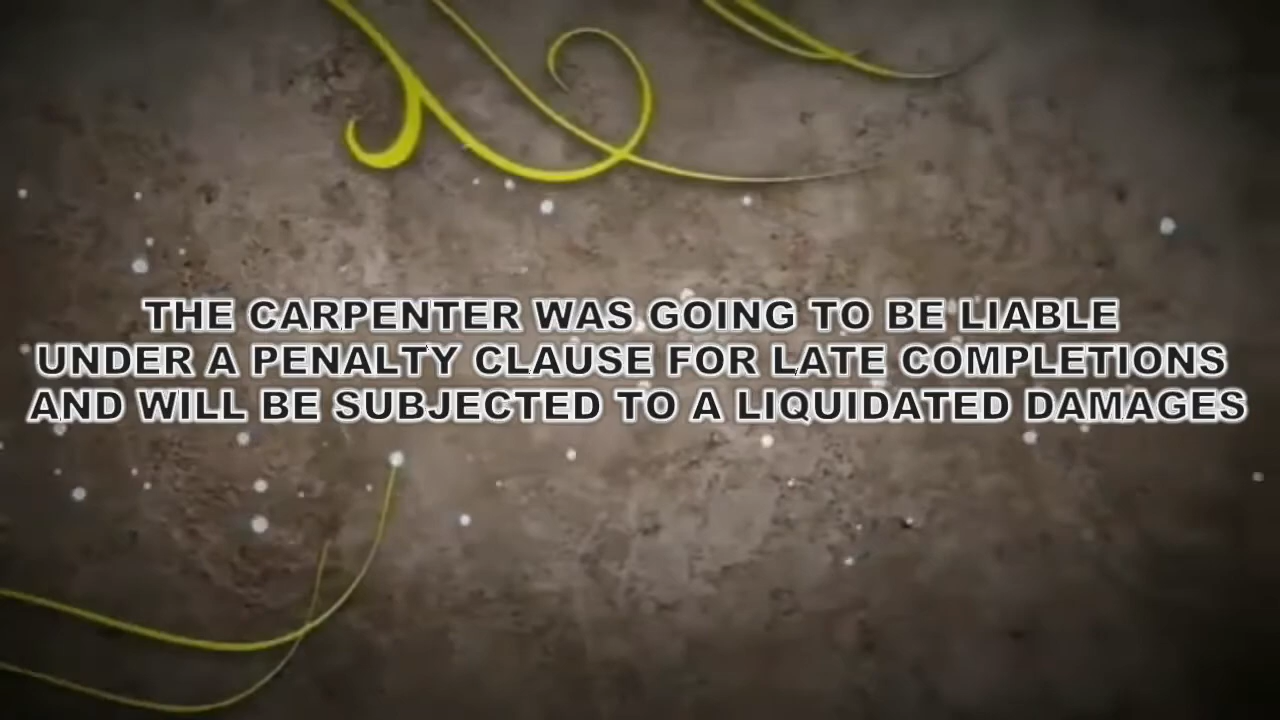 THE CARPENTER WAS GOING TO BE LIABLE
UNDER A PENALTY CLAUSE FOR LATE COMPLETIONS
AND WILL BE SUBJECTED TO A LIQUIDATED DAMAGES